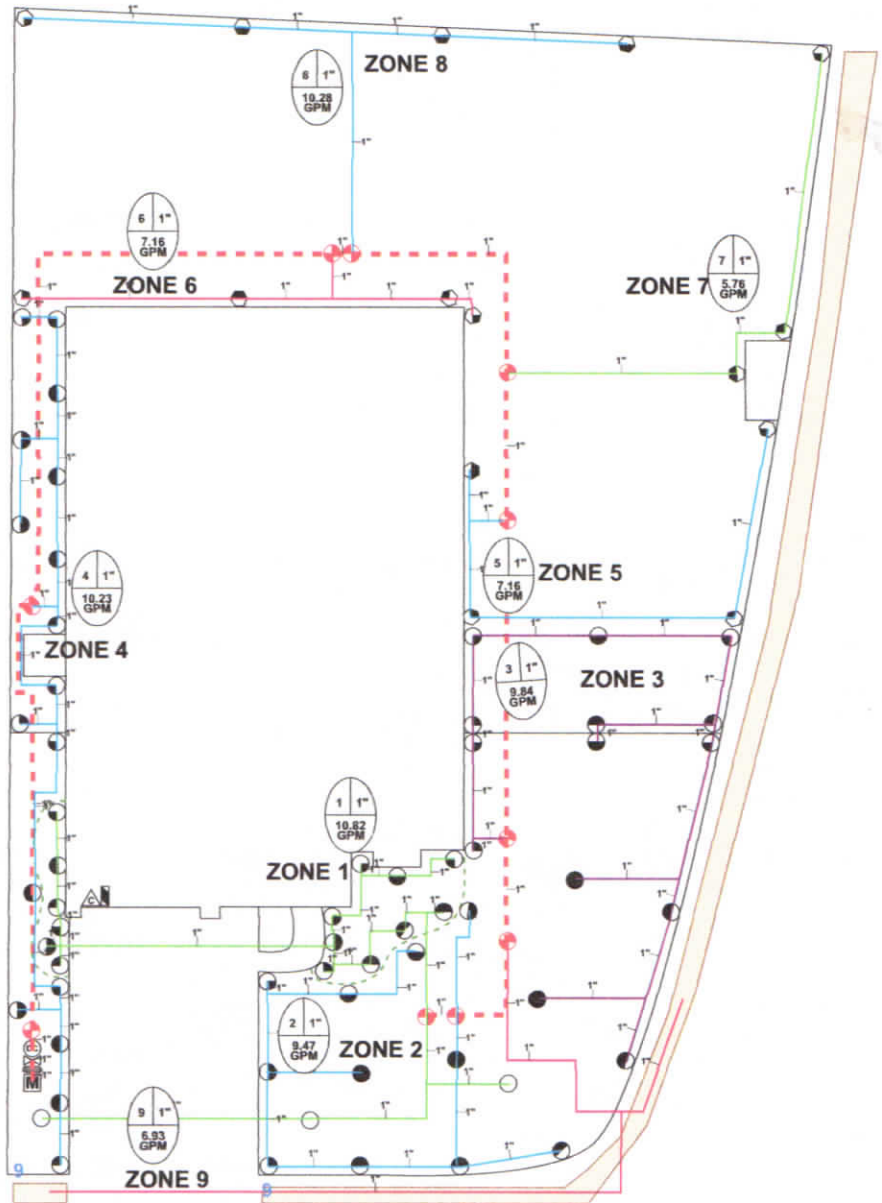 ZONE 8
8 1"
10.28
GPM
6 1"
7.16
GPM
ZONE 6
ZONE 7
7 1"
5.76
GPM
4 1"
10.23
GPM
ZONE 4
5 1"
7.16
GPM
ZONE 5
3 1"
9.84
GPM
ZONE 3
1 1"
10.82
GPM
ZONE 1
C
2 1"
9.47
GPM
ZONE 2
M
9 1"
6.93
GPM
9
ZONE 9
9
1"